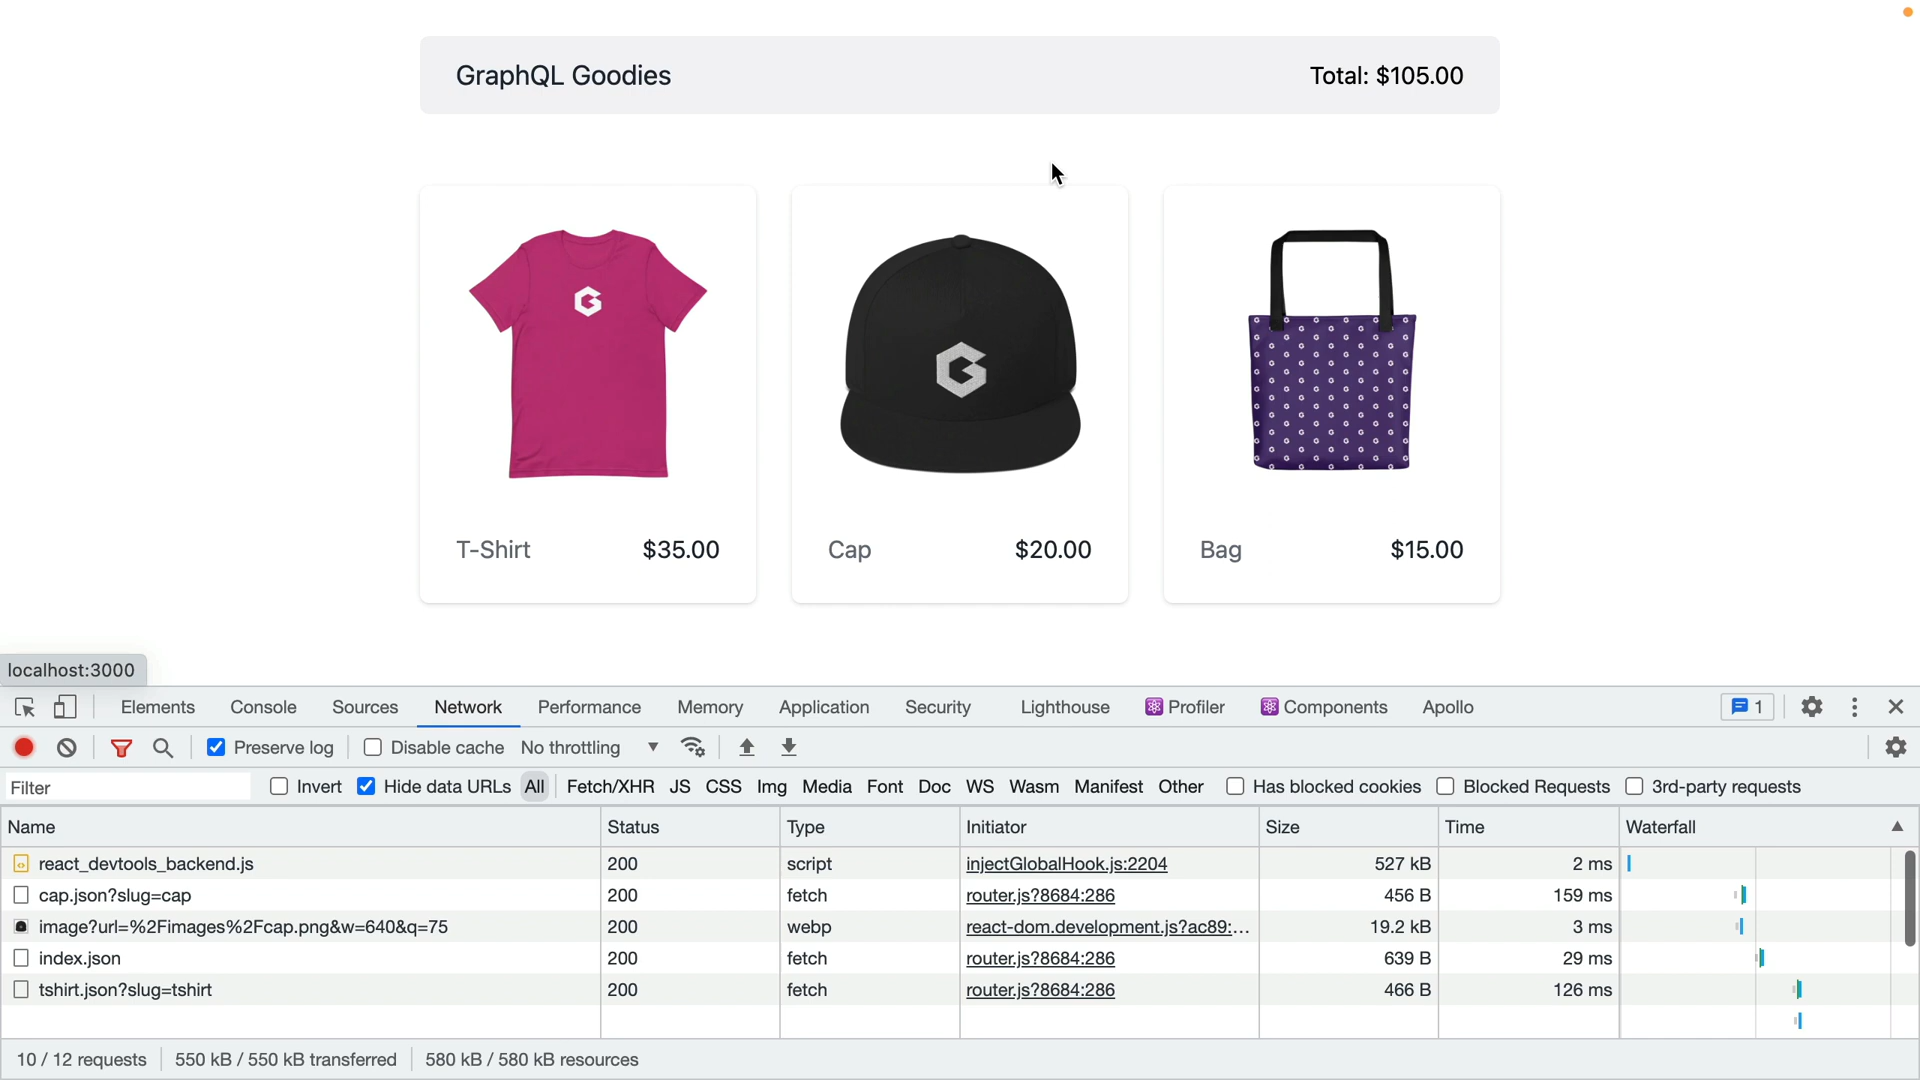 GraphQL Goodies Total: $105.00
T-Shirt $35.00 Cap $20.00 Bag $15.00
localhost:3000
Elements Console Sources Network Performance Memory Application Security Lighthouse Profiler Components Apollo 1
Preserve log Disable cache No throttling
Filter Invert Hide data URLs All Fetch/XHR JS CSS Img Media Font Doc WS Wasm Manifest Other Has blocked cookies Blocked Requests 3rd-party requests
Name Status Type Initiator Size Time Waterfall
react_devtools_backend.js 200 script injectGlobalHook.js:2204 527 kB 2 ms
cap.json?slug=cap 200 fetch router.js?8684:286 456 B 159 ms
image?url=%2Fimages%2Fcap.png&w=640&q=75 200 webp react-dom.development.js?ac89:... 19.2 kB 3 ms
index.json 200 fetch router.js?8684:286 639 B 29 ms
tshirt.json?slug=tshirt 200 fetch router.js?8684:286 466 B 126 ms
10 / 12 requests 550 kB / 550 kB transferred 580 kB / 580 kB resources